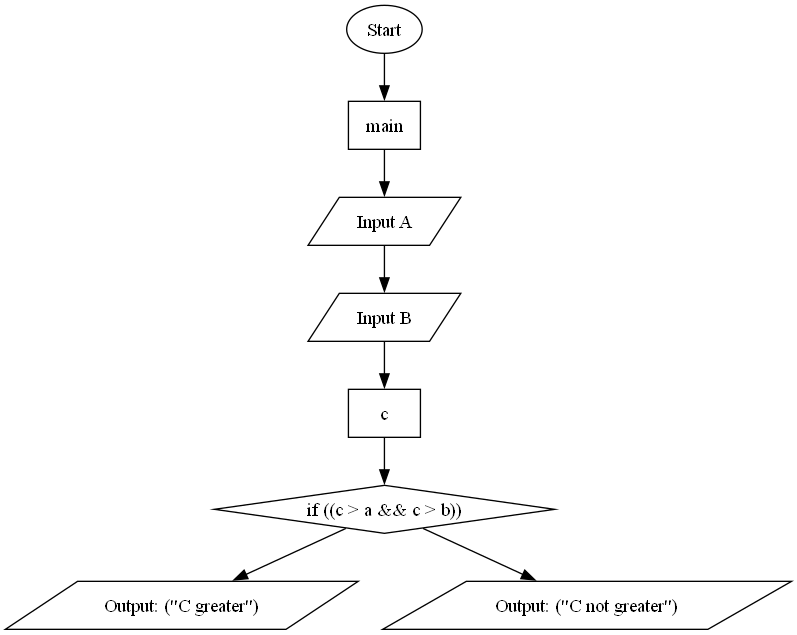 Start
main
Input A
Input B
c
if ((c > a && c > b))
Output: ("C greater")
Output: ("C not greater")